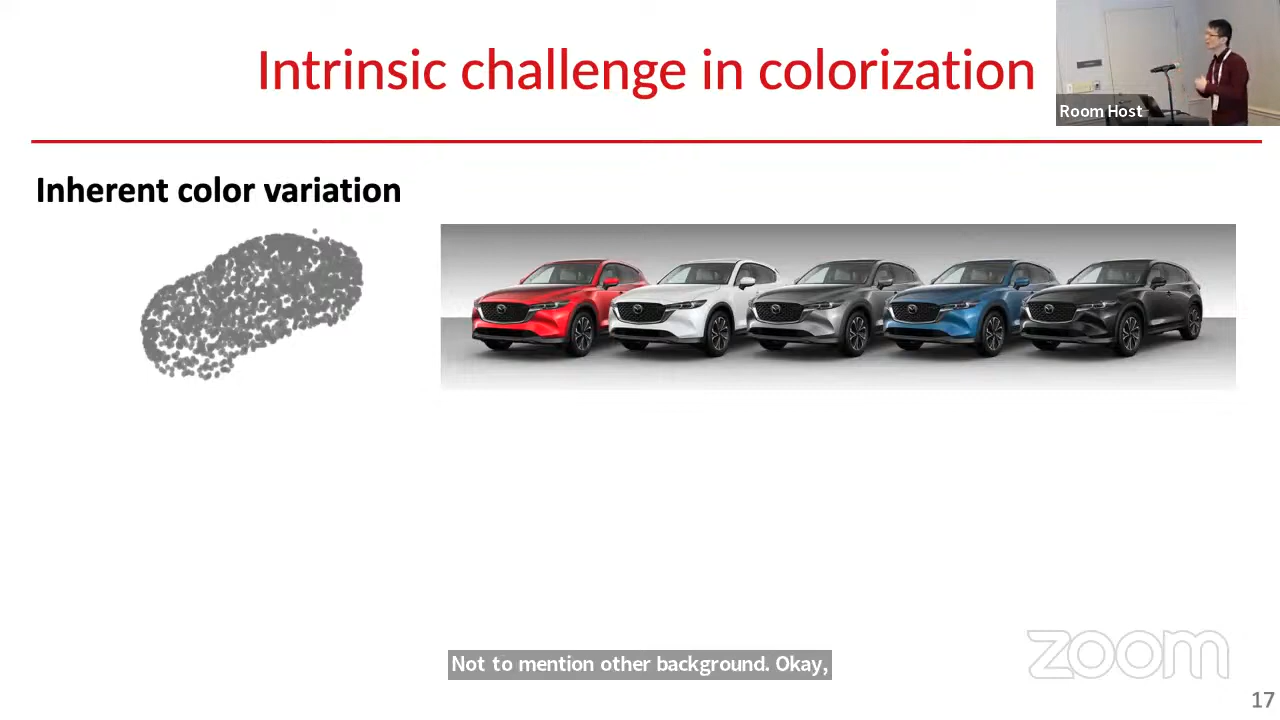 Intrinsic challenge in colorization
Room Host
Inherent color variation
Not to mention other background. Okay,
zoom
17